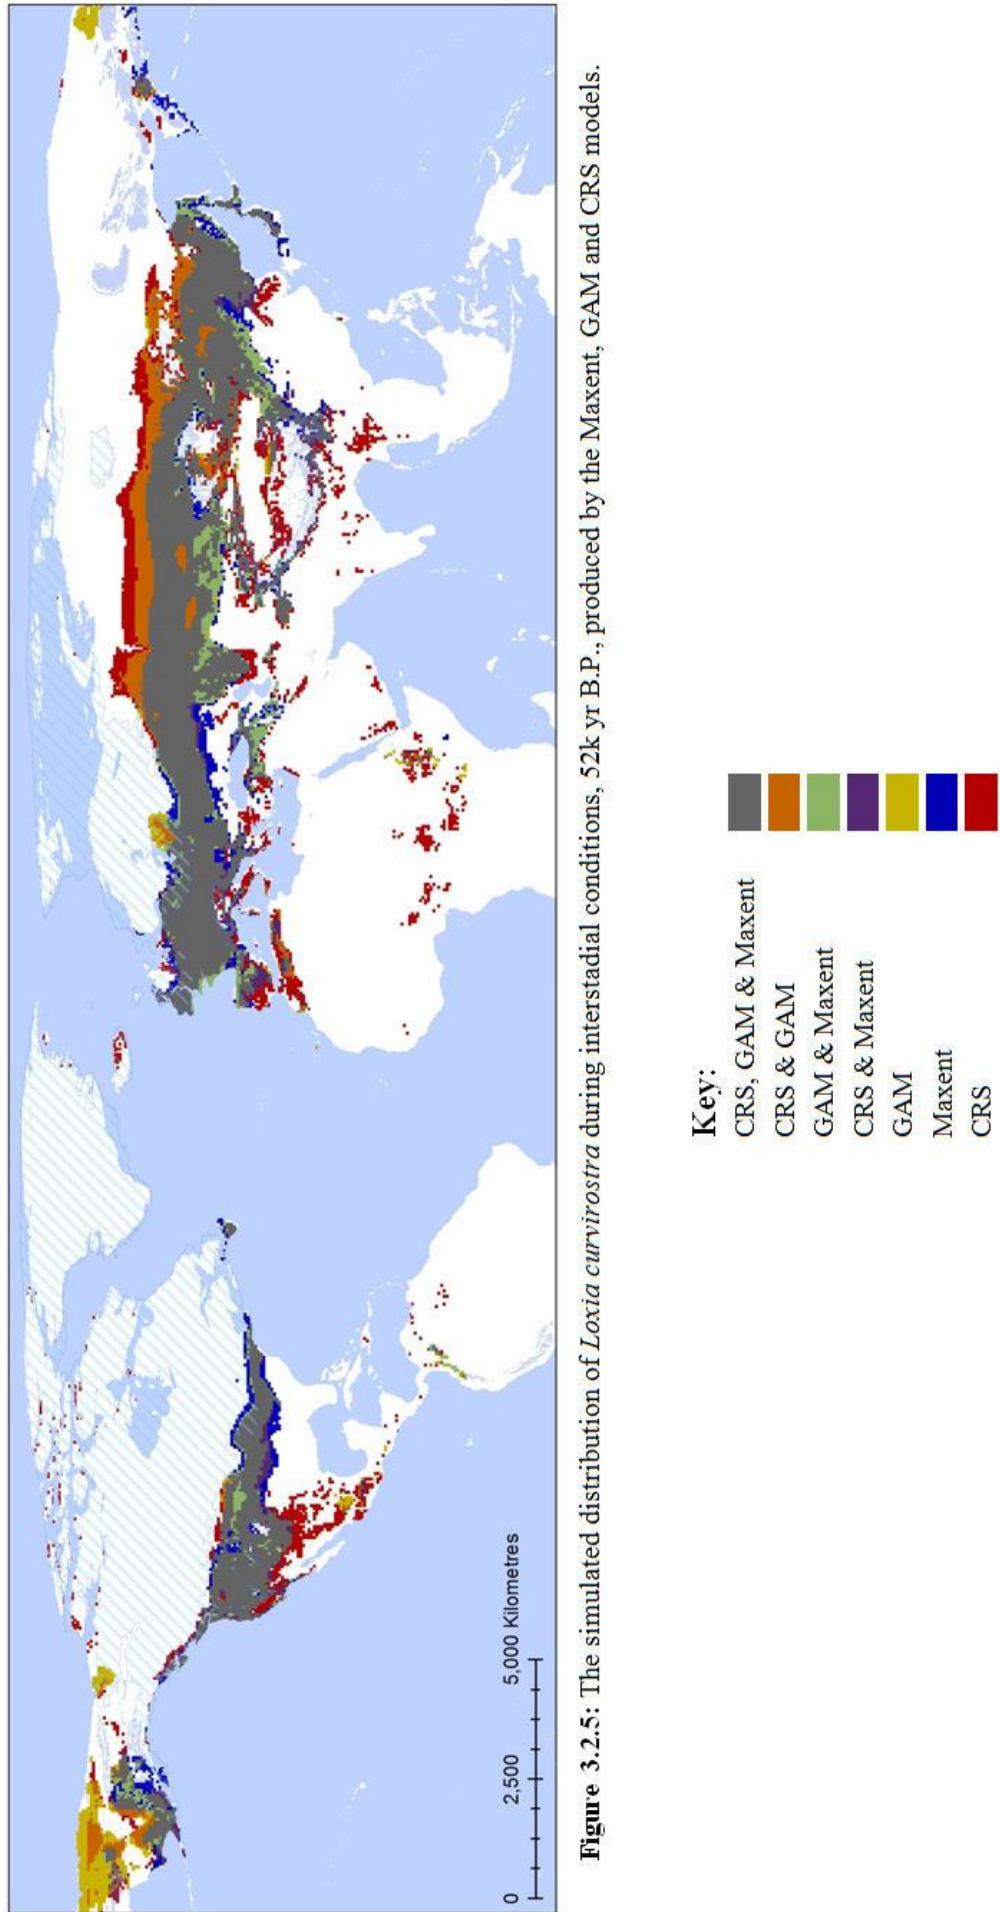 0 2,500 5,000 Kilometres
Figure 3.2.5: The simulated distribution of Loxia curvirostra during interstadial conditions, 52k yr B.P., produced by the Maxent, GAM and CRS models.
Key:
CRS, GAM & Maxent
CRS & GAM
GAM & Maxent
CRS & Maxent
GAM
Maxent
CRS